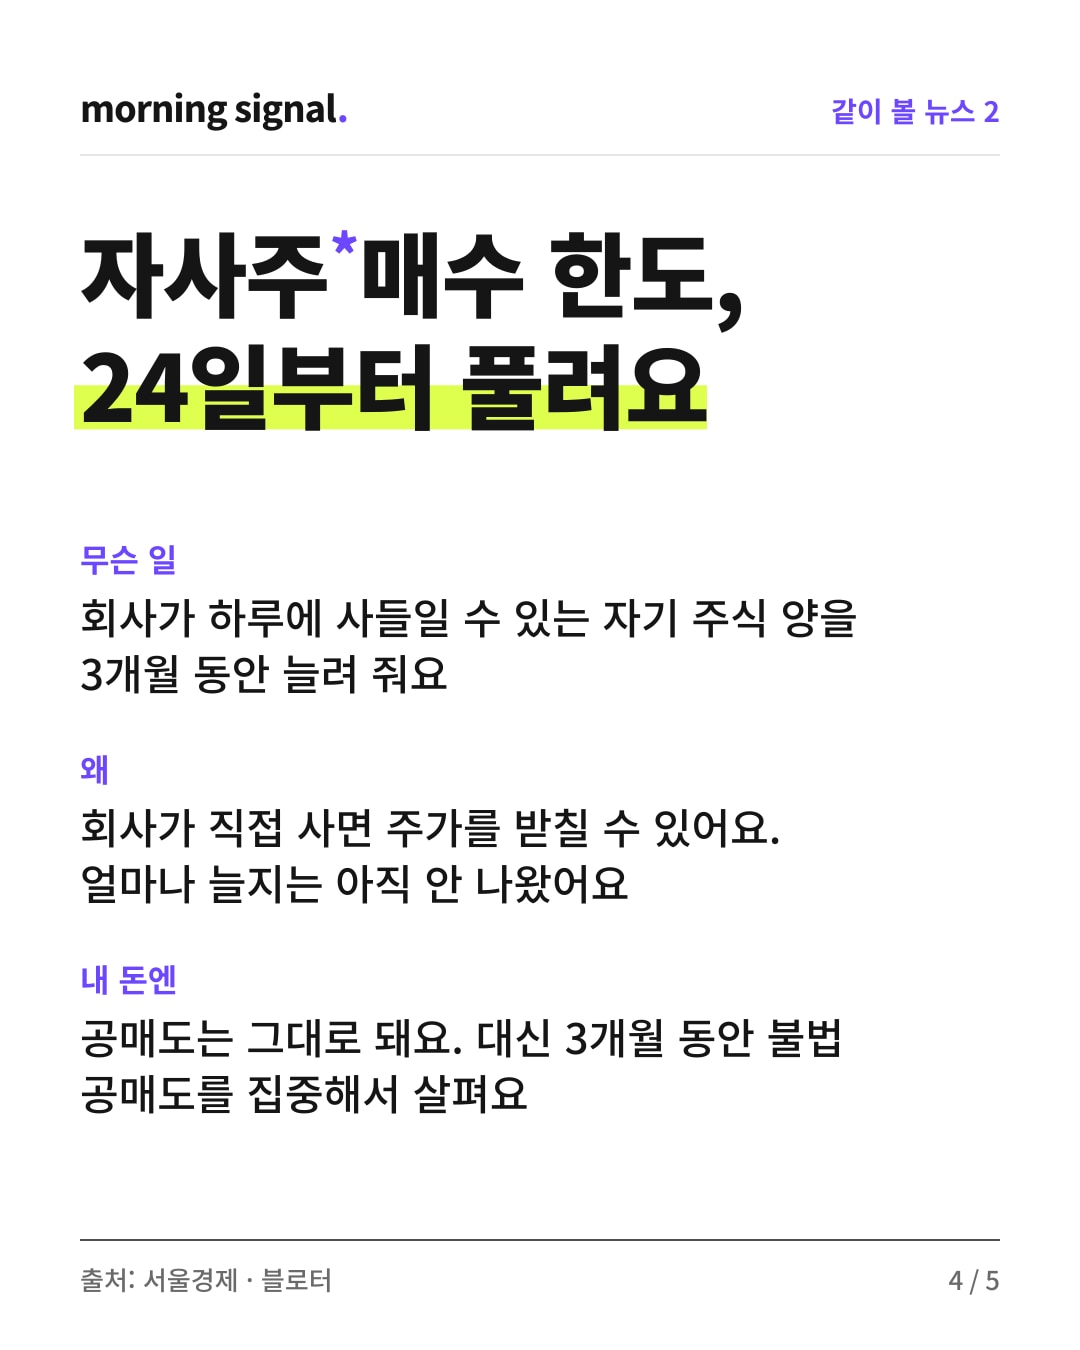 morning signal.
같이 볼 뉴스 2
자사주*매수 한도,
24일부터 풀려요
무슨 일
회사가 하루에 사들일 수 있는 자기 주식 양을
3개월 동안 늘려 줘요
왜
회사가 직접 사면 주가를 받칠 수 있어요.
얼마나 늘지는 아직 안 나왔어요
내 돈엔
공매도는 그대로 돼요. 대신 3개월 동안 불법
공매도를 집중해서 살펴요
출처: 서울경제 · 블로터
4 / 5